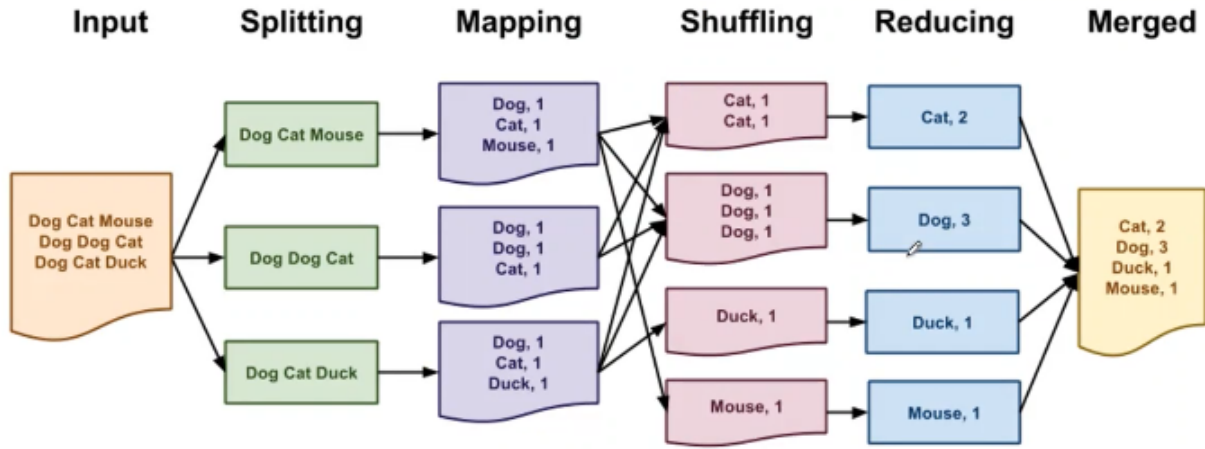 Input
Splitting
Mapping
Shuffling
Reducing
Merged
Dog Cat Mouse
Dog Dog Cat
Dog Cat Duck
Dog Cat Mouse
Dog Dog Cat
Dog Cat Duck
Dog, 1
Cat, 1
Mouse, 1
Dog, 1
Dog, 1
Cat, 1
Dog, 1
Cat, 1
Duck, 1
Cat, 1
Cat, 1
Dog, 1
Dog, 1
Dog, 1
Duck, 1
Mouse, 1
Cat, 2
Dog, 3
Duck, 1
Mouse, 1
Cat, 2
Dog, 3
Duck, 1
Mouse, 1